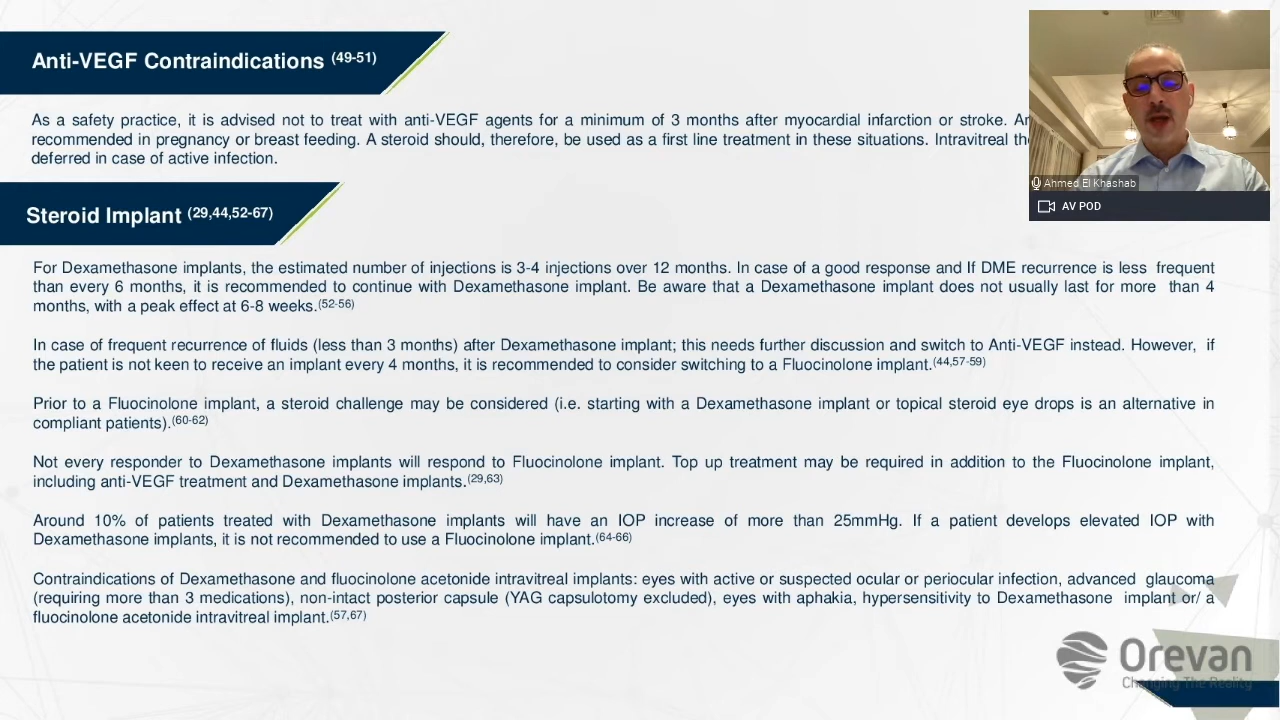 Anti-VEGF Contraindications (49-51)
As a safety practice, it is advised not to treat with anti-VEGF agents for a minimum of 3 months after myocardial infarction or stroke.
recommended in pregnancy or breast feeding. A steroid should, therefore, be used as a first line treatment in these situations. Intravitreal
deferred in case of active infection.
Ahmed El Khashab
AV POD
Steroid Implant (29,44,52-67)
For Dexamethasone implants, the estimated number of injections is 3-4 injections over 12 months. In case of a good response and If DME recurrence is less frequent
than every 6 months, it is recommended to continue with Dexamethasone implant. Be aware that a Dexamethasone implant does not usually last for more than 4
months, with a peak effect at 6-8 weeks.(52-56)
In case of frequent recurrence of fluids (less than 3 months) after Dexamethasone implant; this needs further discussion and switch to Anti-VEGF instead. However, if
the patient is not keen to receive an implant every 4 months, it is recommended to consider switching to a Fluocinolone implant.(44,57-59)
Prior to a Fluocinolone implant, a steroid challenge may be considered (i.e. starting with a Dexamethasone implant or topical steroid eye drops is an alternative in
compliant patients).(60-62)
Not every responder to Dexamethasone implants will respond to Fluocinolone implant. Top up treatment may be required in addition to the Fluocinolone implant,
including anti-VEGF treatment and Dexamethasone implants.(29,63)
Around 10% of patients treated with Dexamethasone implants will have an IOP increase of more than 25mmHg. If a patient develops elevated IOP with
Dexamethasone implants, it is not recommended to use a Fluocinolone implant.(64-66)
Contraindications of Dexamethasone and fluocinolone acetonide intravitreal implants: eyes with active or suspected ocular or periocular infection, advanced glaucoma
(requiring more than 3 medications), non-intact posterior capsule (YAG capsulotomy excluded), eyes with aphakia, hypersensitivity to Dexamethasone implant or/ a
fluocinolone acetonide intravitreal implant.(57,67)
Orevan
Changing The Reality